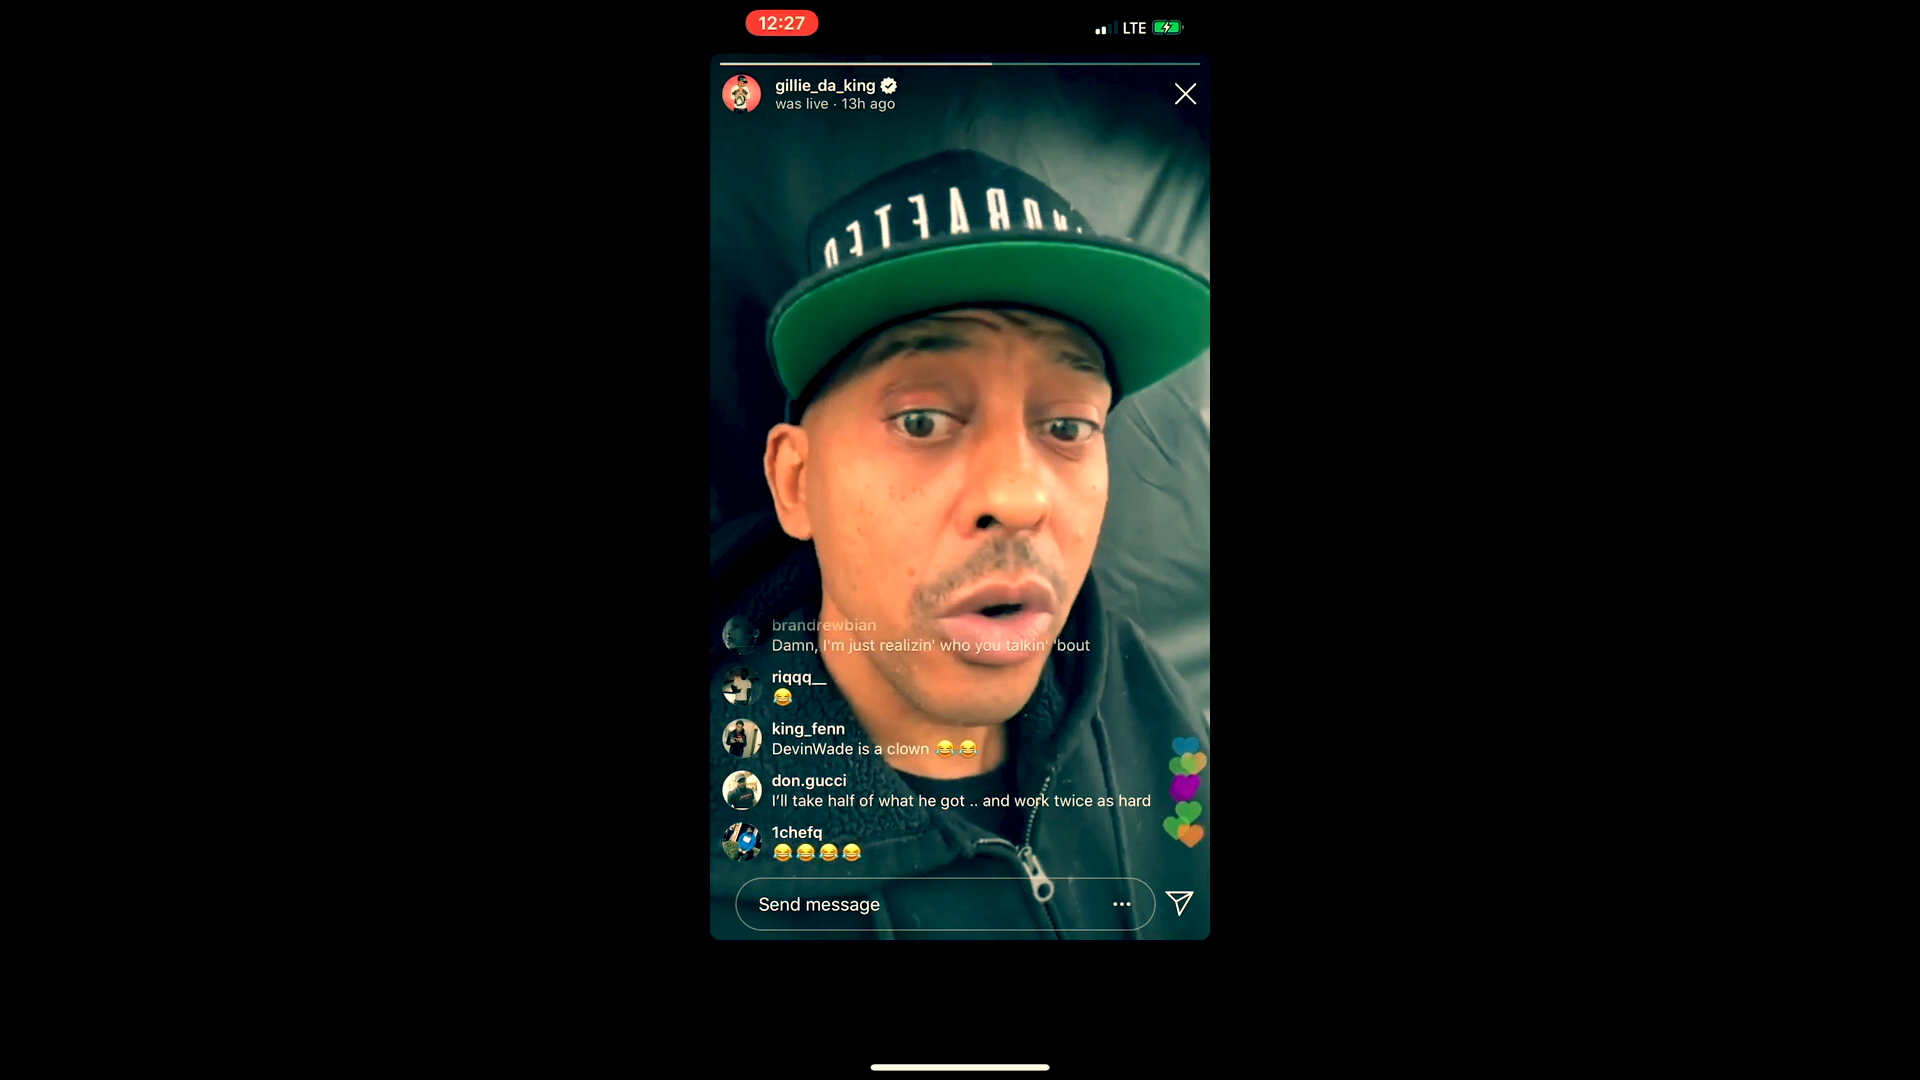 12:27
LTE
gillie_da_king
was live · 13h ago
UNDRAFTED
brandrewbian
Damn, I'm just realizin' who you talkin' 'bout
riqqq__
😂
king_fenn
DevinWade is a clown 😂😂
don.gucci
I’ll take half of what he got .. and work twice as hard
1chefq
😂😂😂😂
Send message